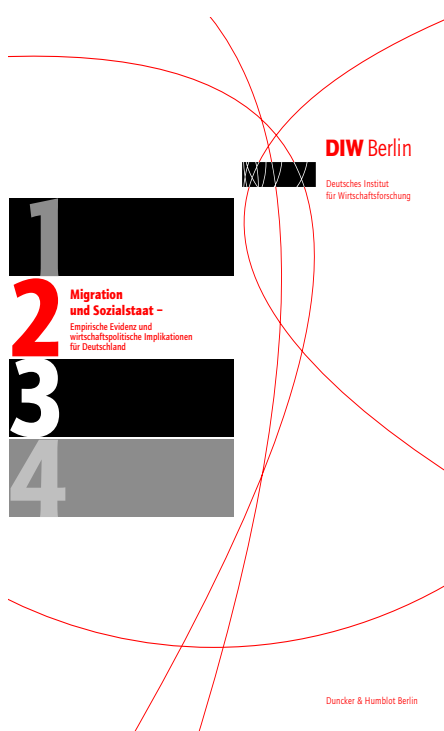 DIW Berlin
Deutsches Institut
für Wirtschaftsforschung
1
2
Migration
und Sozialstaat –
Empirische Evidenz und
wirtschaftspolitische Implikationen
für Deutschland
3
4
Duncker & Humblot Berlin